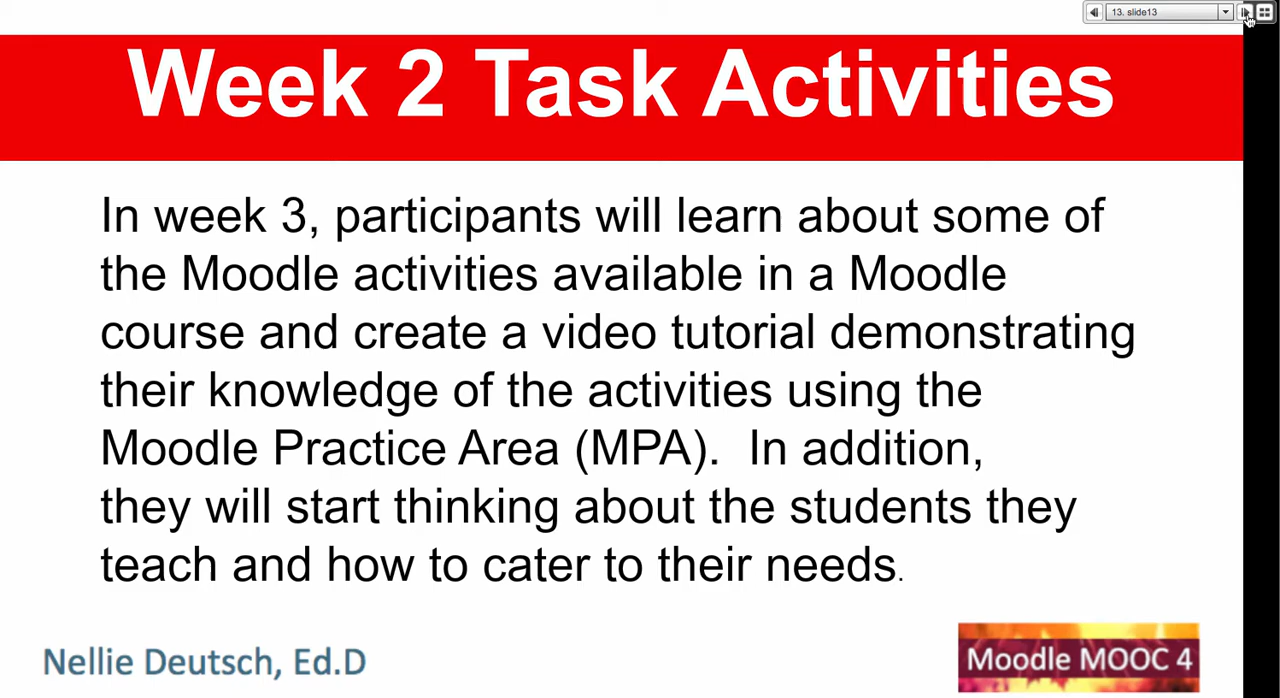 13. slide13
Week 2 Task Activities
In week 3, participants will learn about some of
the Moodle activities available in a Moodle
course and create a video tutorial demonstrating
their knowledge of the activities using the
Moodle Practice Area (MPA).  In addition,
they will start thinking about the students they
teach and how to cater to their needs.
Nellie Deutsch, Ed.D
Moodle MOOC 4